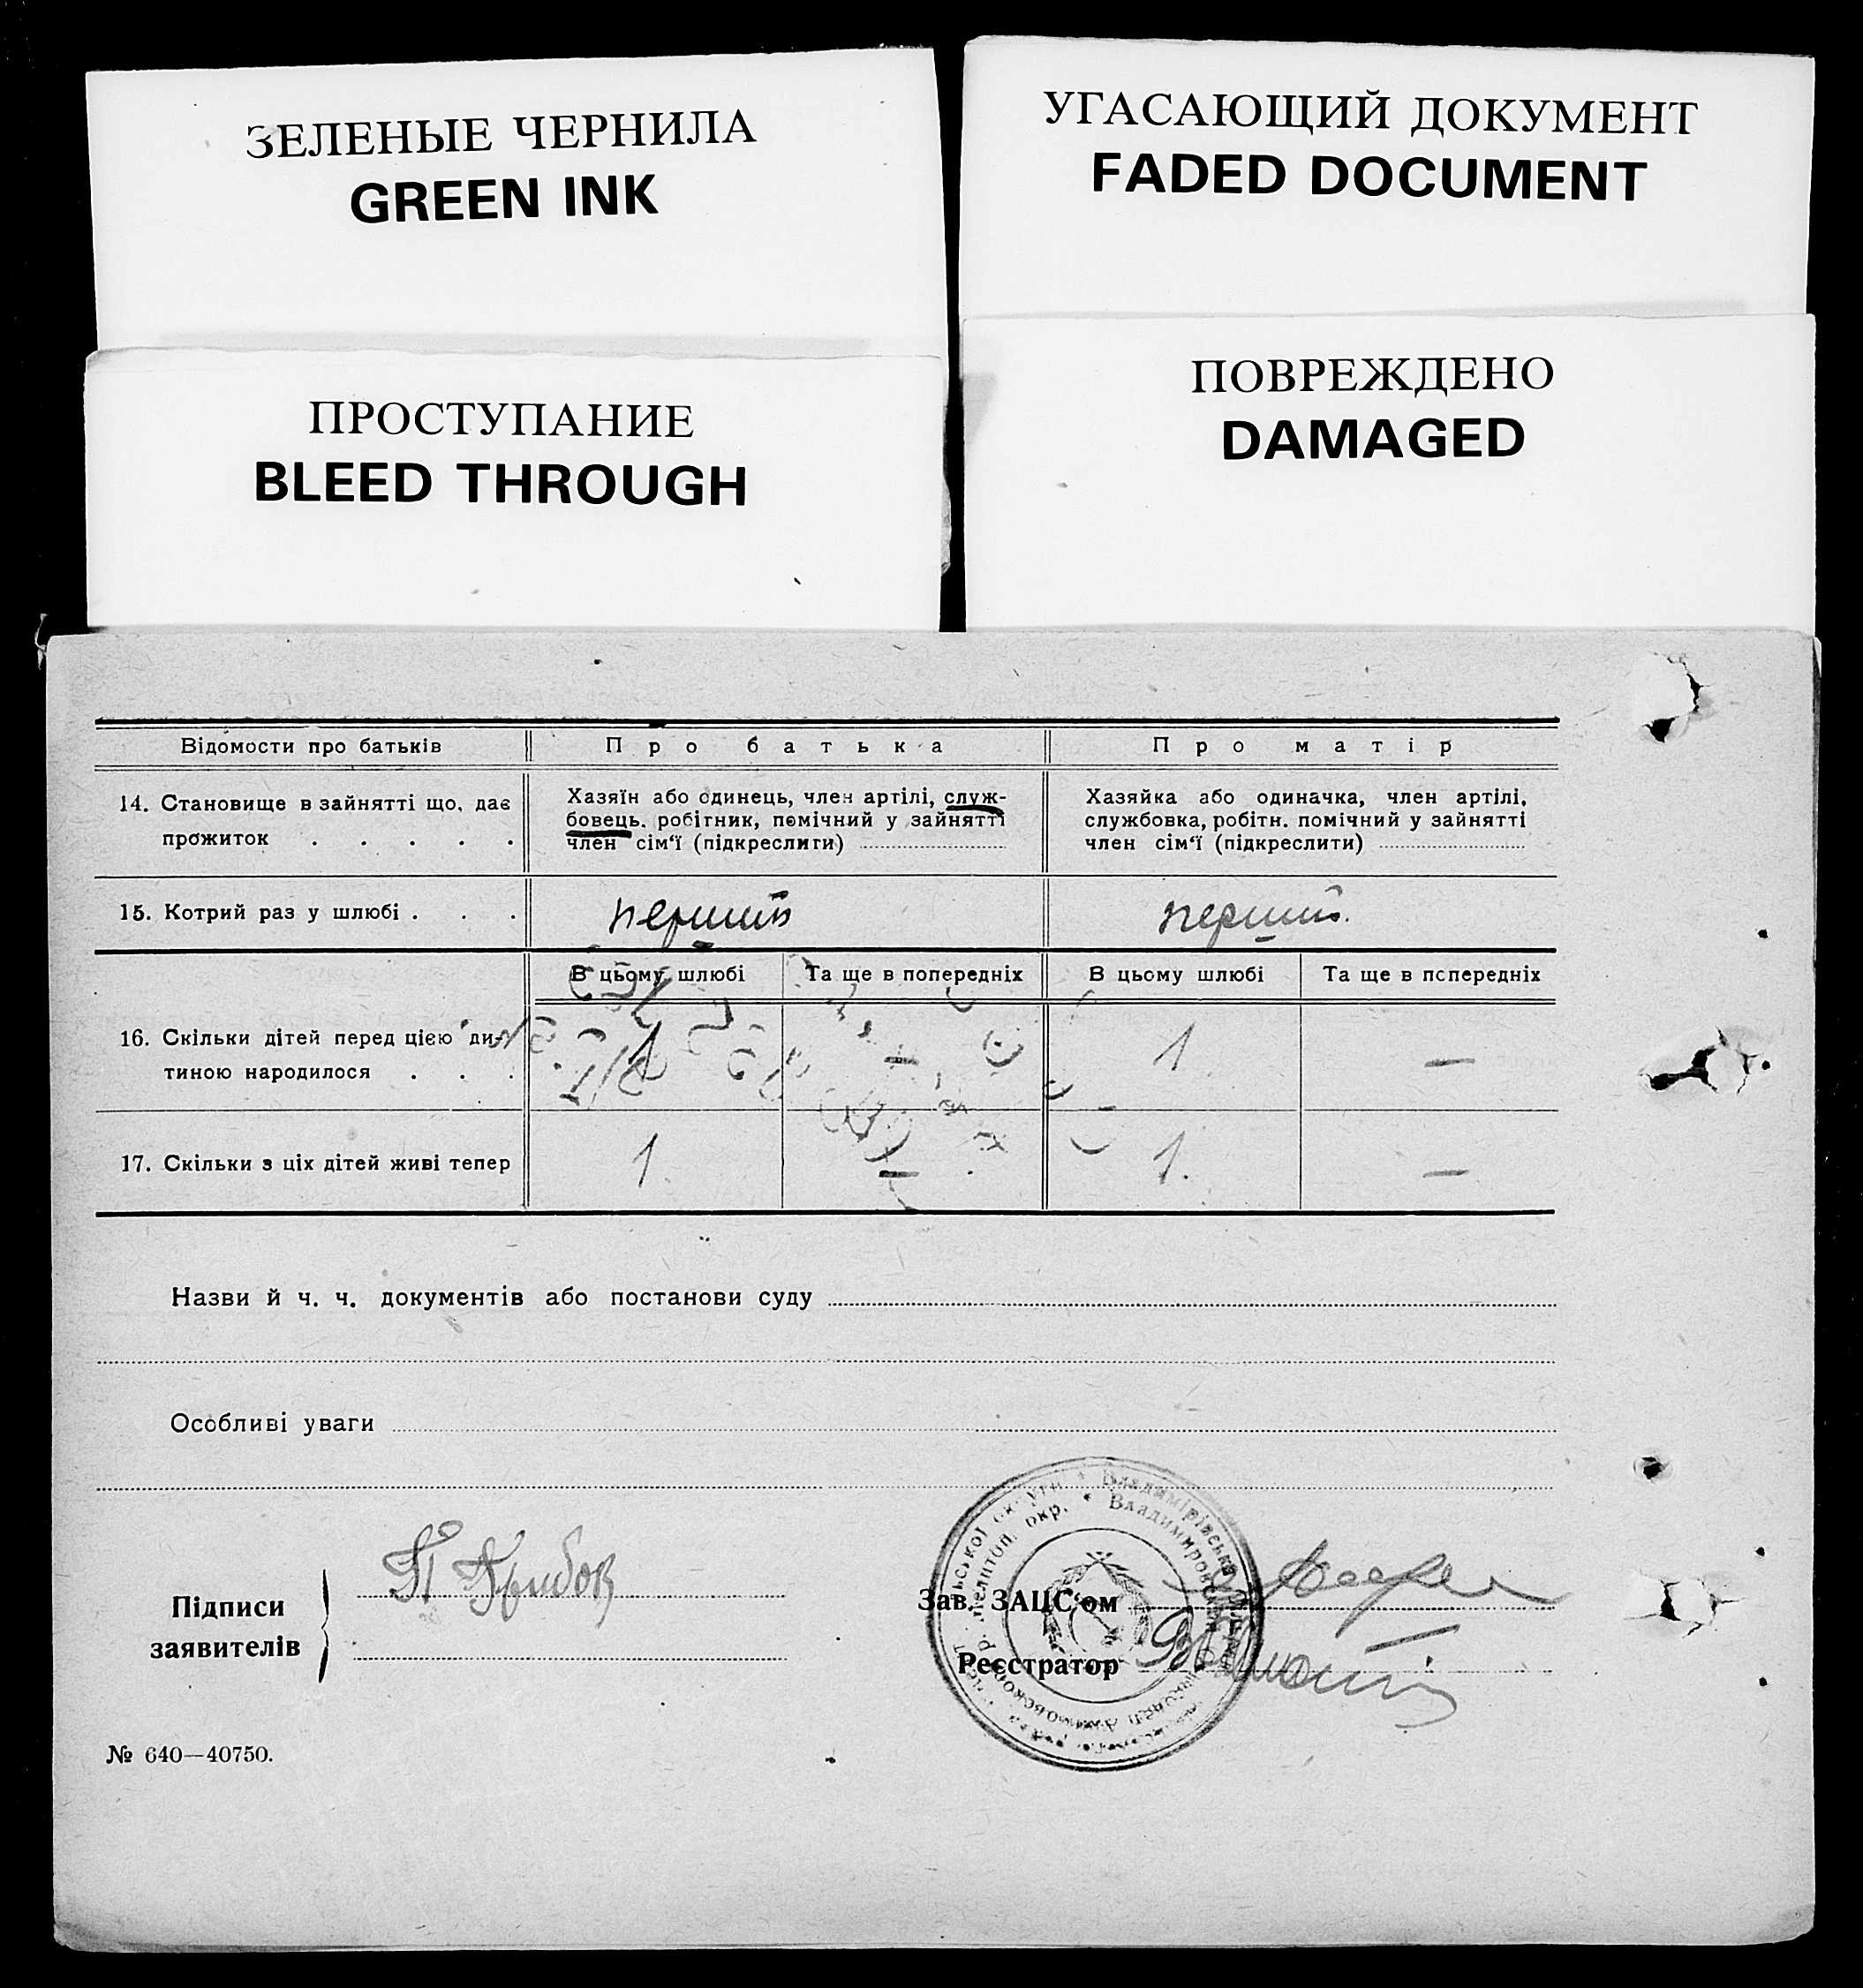 ЗЕЛЕНЫЕ ЧЕРНИЛА
GREEN INK
УГАСАЮЩИЙ ДОКУМЕНТ
FADED DOCUMENT
ПРОСТУПАНИЕ
BLEED THROUGH
ПОВРЕЖДЕНО
DAMAGED
Відомости про батьків Про батька Про матір
14. Становище в зайнятті що, дає прожиток . . . . .
Хазяїн або одинець, член артілі, служ-
бовець, робітник, помічний у зайнятті
член сім‘ї (підкреслити)
Хазяйка або одиначка, член артілі,
службовка, робітн. помічний у зайнятті
член сім‘ї (підкреслити)
15. Котрий раз у шлюбі . . . перший перший.
В цьому шлюбі Та ще в попередніх В цьому шлюбі Та ще в попередніх
16. Скільки дітей перед цією ди-
тиною народилося . . . 1 — 1 —
17. Скільки з ціх дітей живі тепер 1 — 1. —
Назви й ч. ч. документів або постанови суду
Особливі уваги
Підписи
заявителів
Зав. ЗАЦС‘ом
Реєстратор
№ 640—40750.